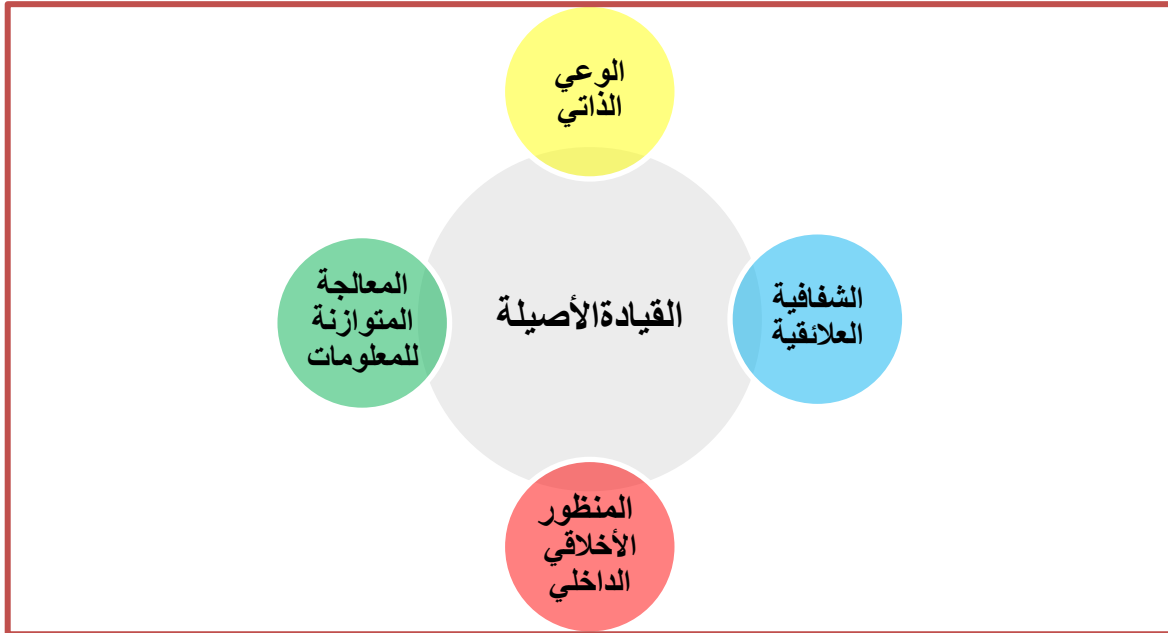 الوعي
الذاتي
الشفافية
العلائقية
القيادةالأصيلة
المعالجة
المتوازنة
للمعلومات
المنظور
الأخلاقي
الداخلي